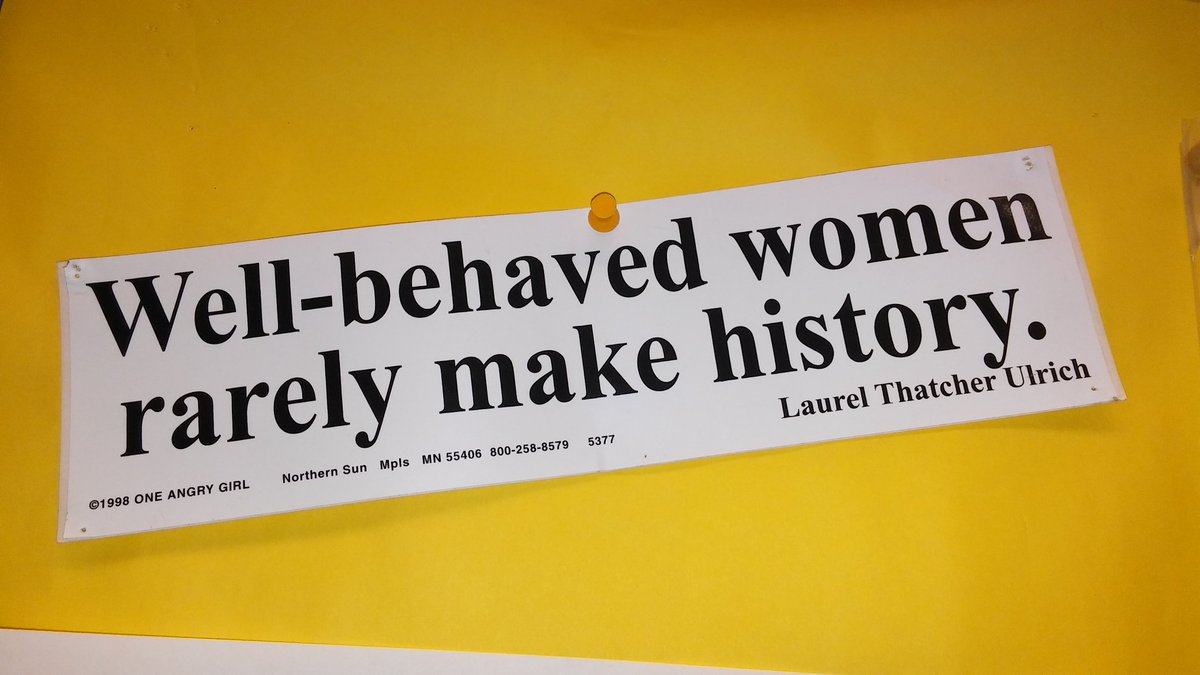 Well-behaved women
rarely make history.
Laurel Thatcher Ulrich
©1998 ONE ANGRY GIRL Northern Sun Mpls MN 55406 800-258-8579 5377